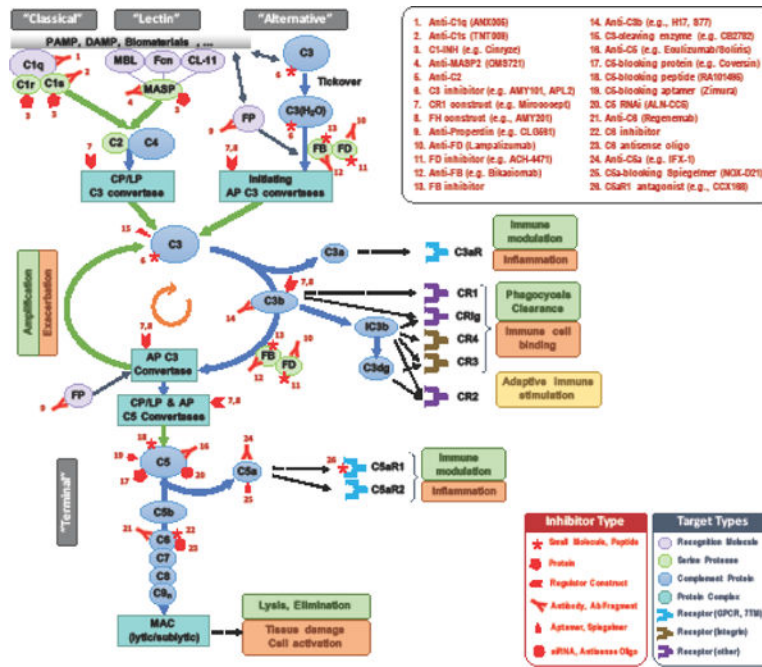 "Classical"
"Lectin"
"Alternative"
PAMP, DAMP, Biomaterials , ...
C1q
C1r
C1s
MBL
Fcn
CL-11
MASP
C3
Tickover
C3(H₂O)
FP
FB
FD
C2
C4
CP/LP
C3 convertase
Initiating
AP C3 convertases
1. Anti-C1q (ANX005)
2. Anti-C1s (TNT009)
3. C1-INH (e.g. Cinryze)
4. Anti-MASP2 (OMS721)
5. Anti-C2
6. C3 inhibitor (e.g. AMY101, APL2)
7. CR1 construct (e.g. Mirococept)
8. FH construct (e.g., AMY201)
9. Anti-Properdin (e.g. CLG561)
10. Anti-FD (Lampalizumab)
11. FD inhibitor (e.g., ACH-4471)
12. Anti-FB (e.g. Bikaciomab)
13. FB inhibitor
14. Anti-C3b (e.g., H17, S77)
15. C3-cleaving enzyme (e.g., CB2782)
16. Anti-C5 (e.g., Eculizumab/Soliris)
17. C5-blocking protein (e.g., Coversin)
18. C5-blocking peptide (RA101495)
19. C5-blocking aptamer (Zimura)
20. C5 RNAi (ALN-CC5)
21. Anti-C6 (Regenemab)
22. C6 inhibitor
23. C6 antisense oligo
24. Anti-C5a (e.g. IFX-1)
25. C5a-blocking Spiegelmer (NOX-D21)
26. C5aR1 antagonist (e.g., CCX168)
C3
C3a
C3aR
Immune
modulation
Inflammation
Amplification
Exacerbation
C3b
iC3b
C3dg
CR1
CRIg
CR4
CR3
CR2
Phagocyosis
Clearance
Immune cell
binding
Adaptive immune
stimulation
AP C3
Convertase
FB
FD
FP
CP/LP & AP
C5 Convertases
7,8
"Terminal"
C5
C5a
C5aR1
C5aR2
Immune
modulation
Inflammation
C5b
C6
C7
C8
C9n
MAC
(lytic/sublytic)
Lysis, Elimination
Tissue damage
Cell activation
Inhibitor Type
Small Molecule, Peptide
Protein
Regulator Construct
Antibody, Ab Fragment
Aptamer, Spiegelmer
siRNA, Antisense Oligo
Target Types
Recognition Molecule
Serine Protease
Complement Protein
Protein Complex
Receptor (GPCR, 7TM)
Receptor (Integrin)
Receptor (other)